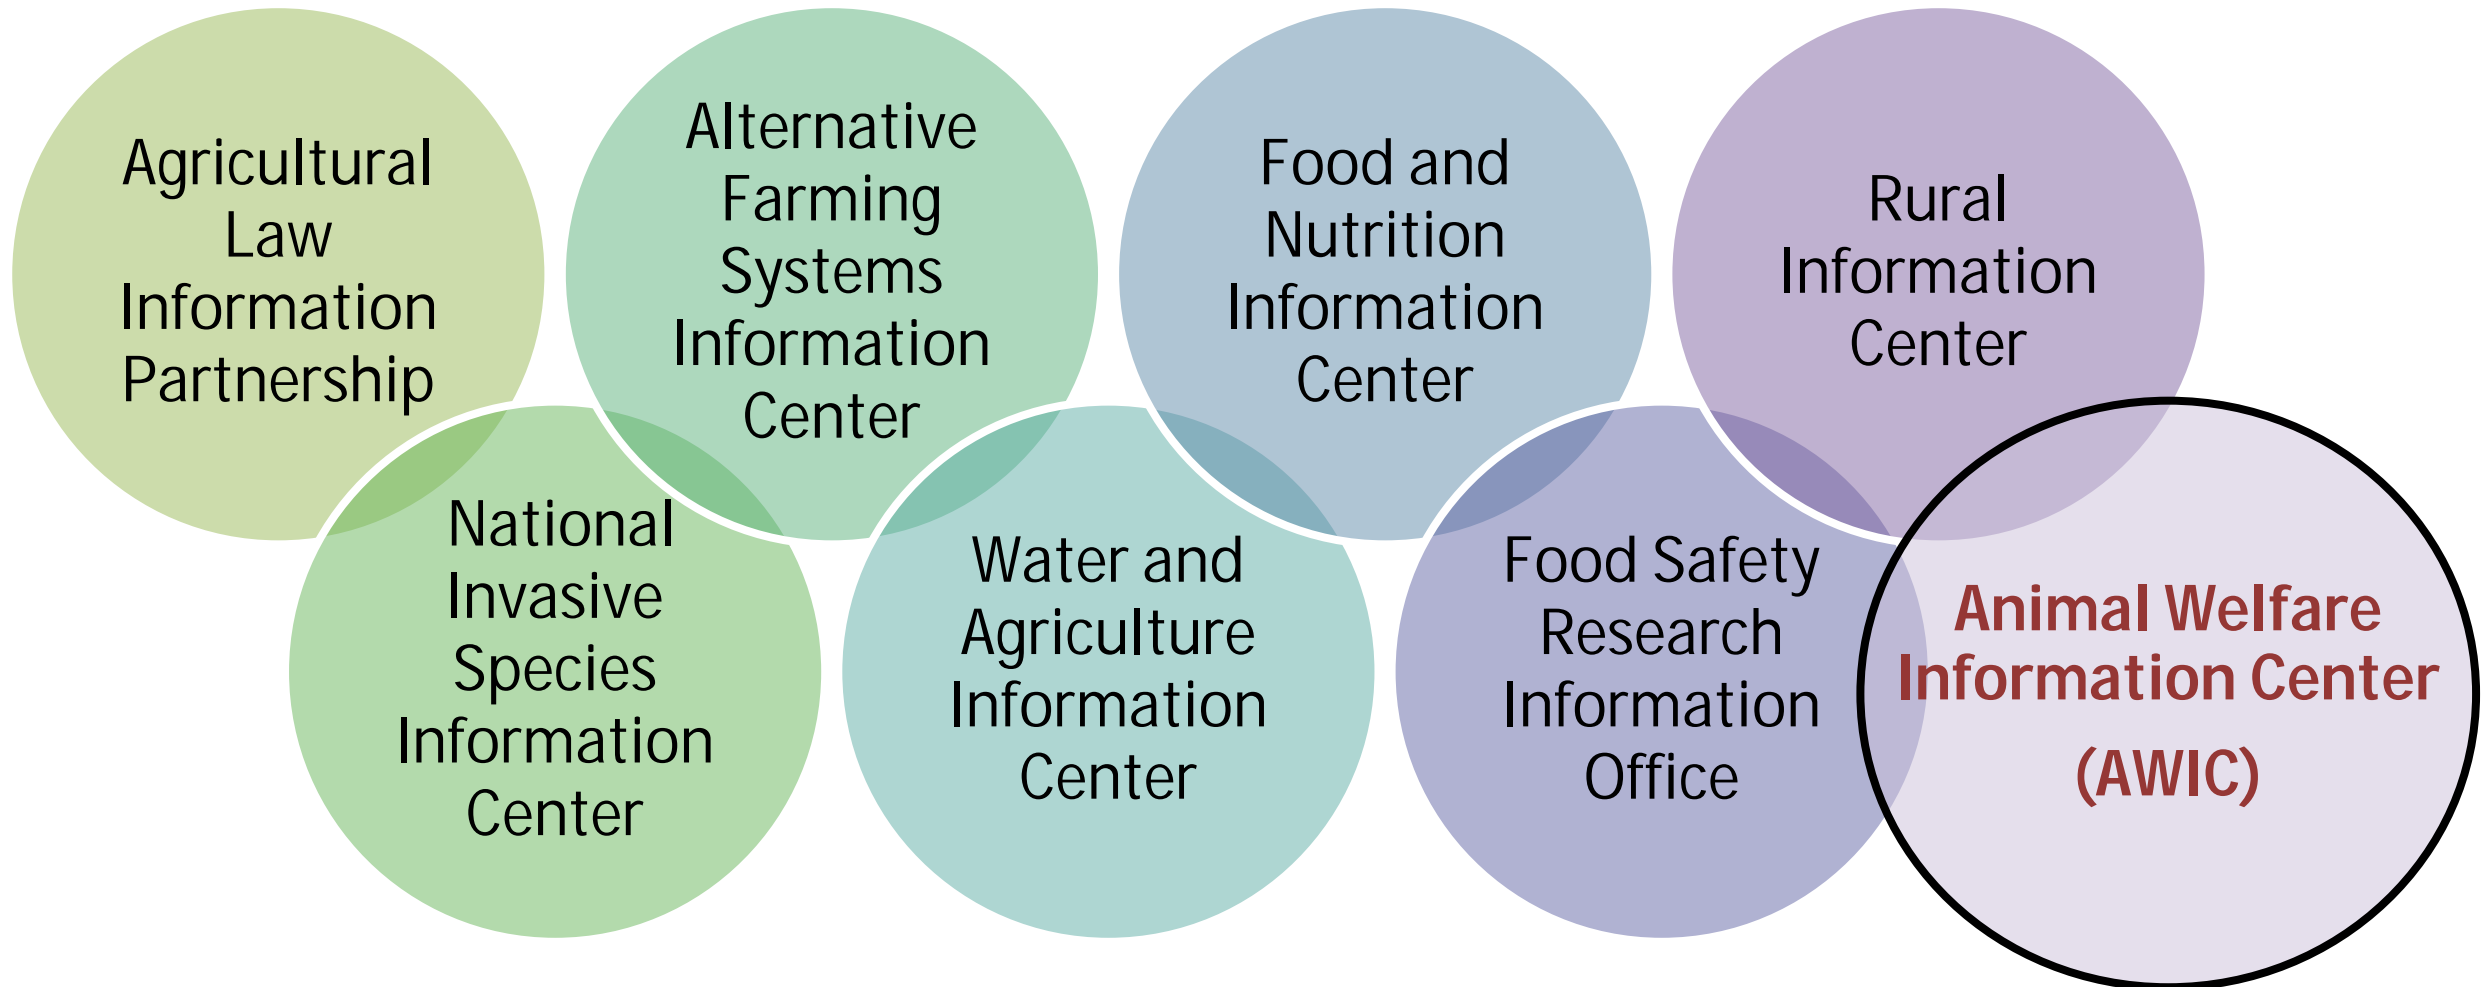 Agricultural
Law
Information
Partnership
National
Invasive
Species
Information
Center
Alternative
Farming
Systems
Information
Center
Water and
Agriculture
Information
Center
Food and
Nutrition
Information
Center
Food Safety
Research
Information
Office
Rural
Information
Center
Animal Welfare
Information Center
(AWIC)